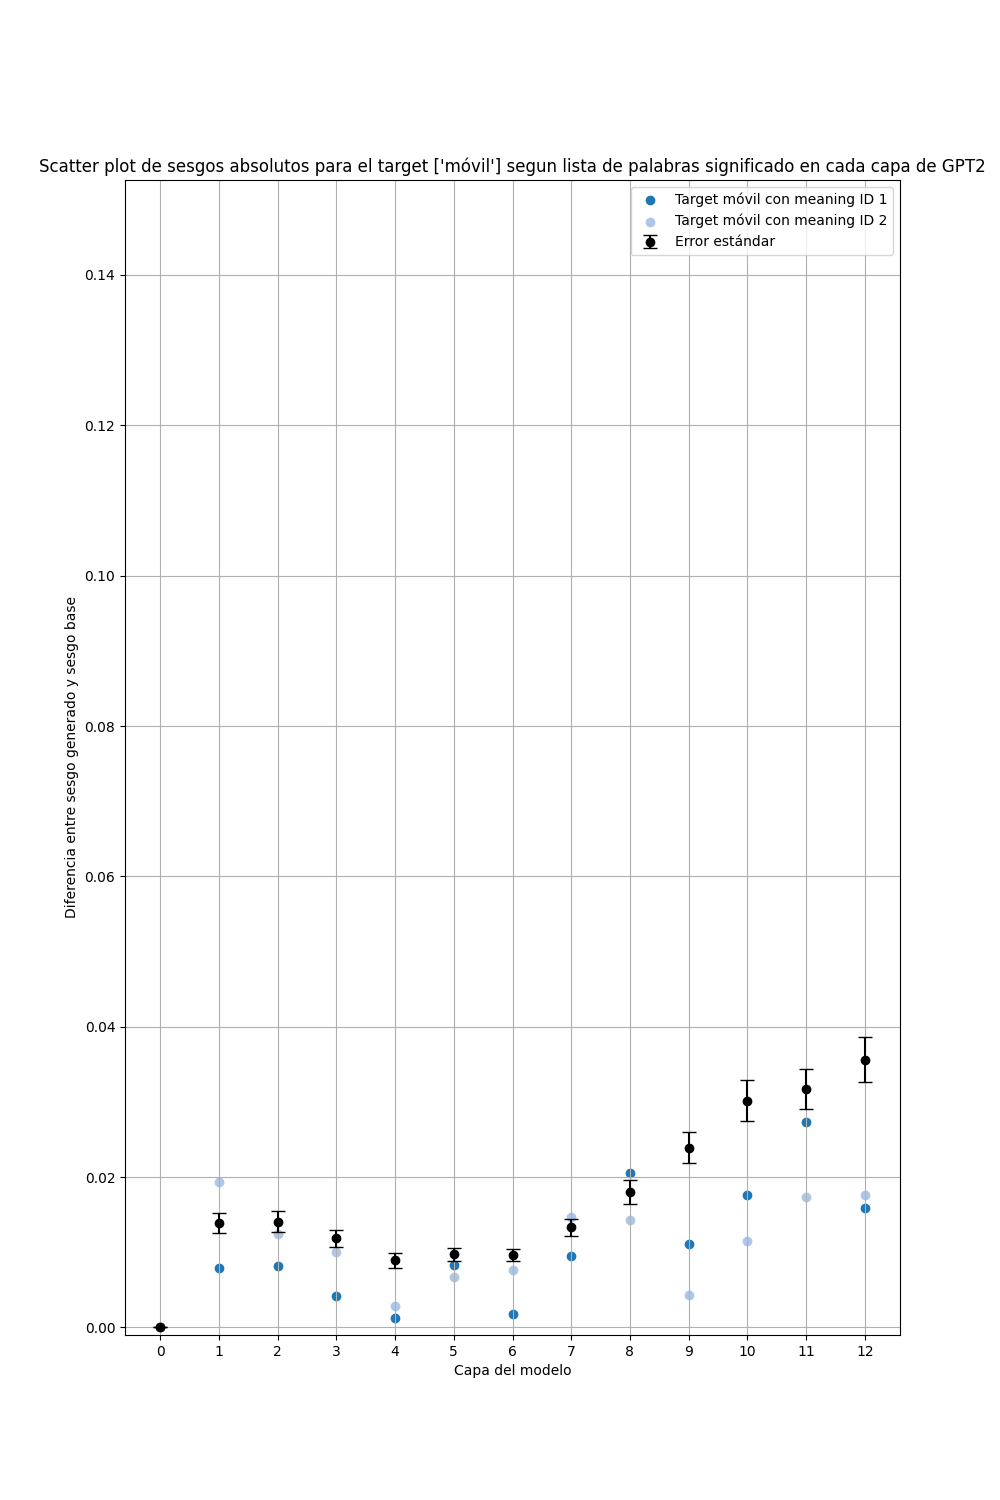 Scatter plot de sesgos absolutos para el target ['móvil'] segun lista de palabras significado en cada capa de GPT2
Target móvil con meaning ID 1
Target móvil con meaning ID 2
Error estándar
0.14
0.12
0.10
0.08
0.06
0.04
0.02
0.00
Diferencia entre sesgo generado y sesgo base
0 1 2 3 4 5 6 7 8 9 10 11 12
Capa del modelo